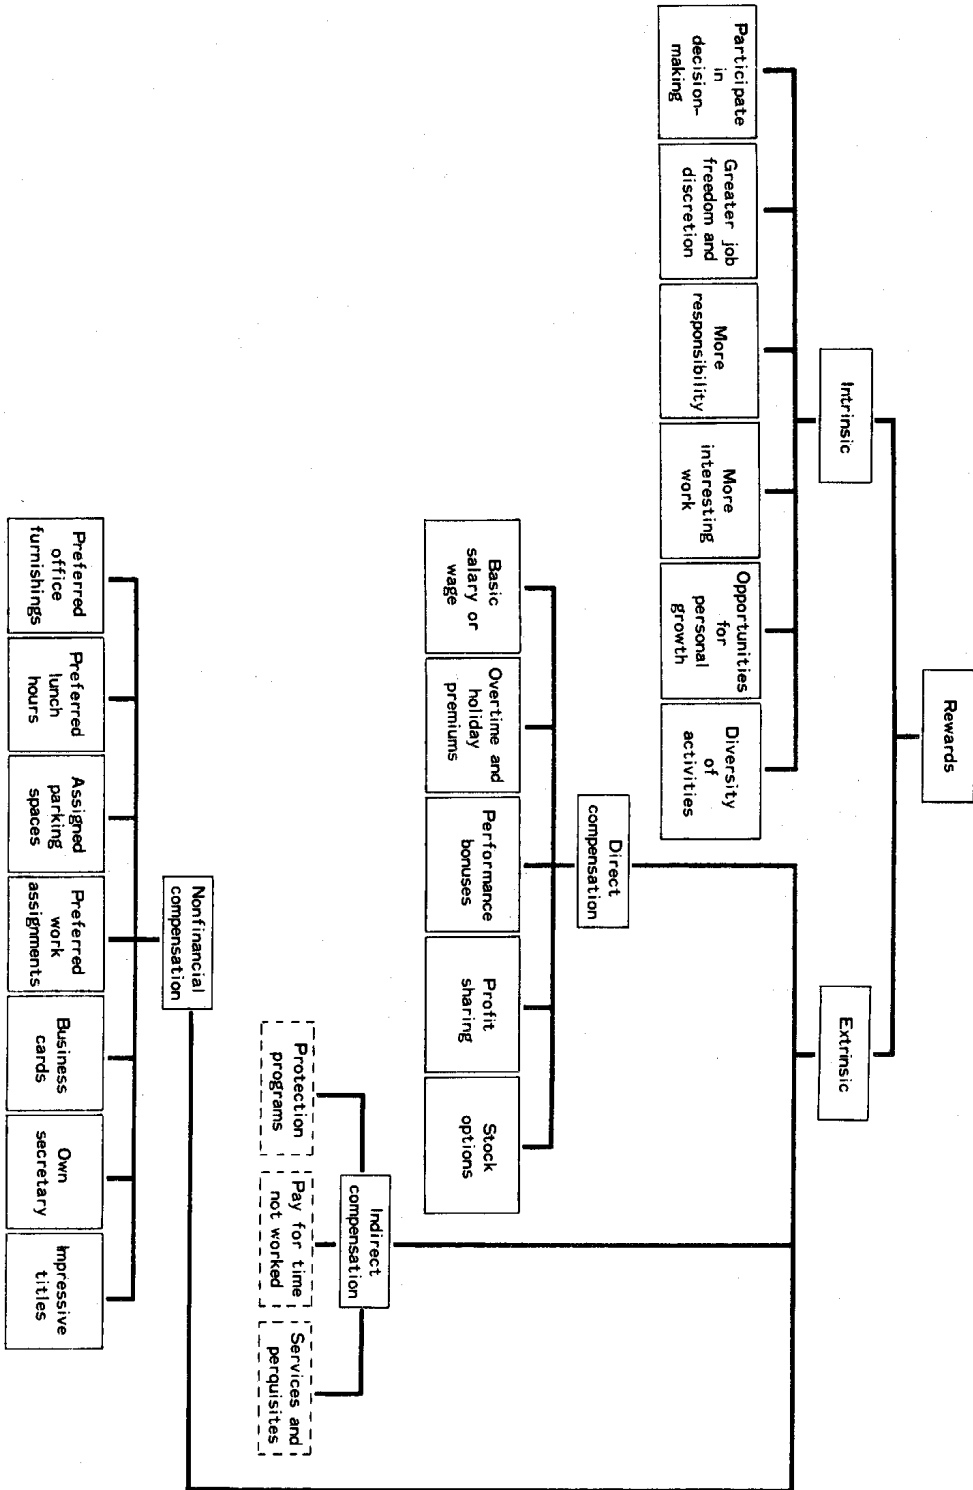 Rewards
Intrinsic
Extrinsic
Participate
in
decision-
making
Greater job
freedom and
discretion
More
responsibility
More
interesting
work
Opportunities
for
personal
growth
Diversity
of
activities
Direct
compensation
Basic
salary or
wage
Overtime and
holiday
premiums
Performance
bonuses
Profit
sharing
Stock
options
Indirect
compensation
Protection
programs
Pay for time
not worked
Services and
perquisites
Nonfinancial
compensation
Preferred
office
furnishings
Preferred
lunch
hours
Assigned
parking
spaces
Preferred
work
assignments
Business
cards
Own
secretary
Impressive
titles